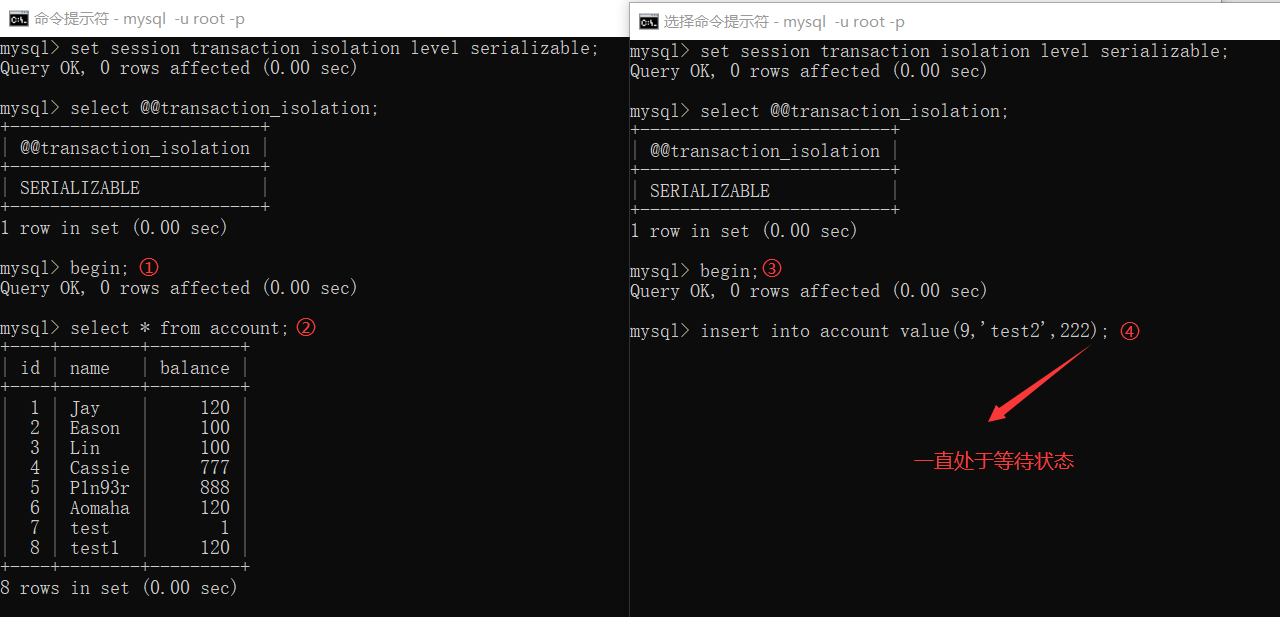 命令提示符 - mysql  -u root -p
mysql> set session transaction isolation level serializable;
Query OK, 0 rows affected (0.00 sec)
mysql> select @@transaction_isolation;
+-------------------------+
| @@transaction_isolation |
+-------------------------+
| SERIALIZABLE            |
+-------------------------+
1 row in set (0.00 sec)
mysql> begin; ①
Query OK, 0 rows affected (0.00 sec)
mysql> select * from account; ②
+----+--------+---------+
| id | name   | balance |
+----+--------+---------+
|  1 | Jay    |     120 |
|  2 | Eason  |     100 |
|  3 | Lin    |     100 |
|  4 | Cassie |     777 |
|  5 | Pln93r |     888 |
|  6 | Aomaha |     120 |
|  7 | test   |       1 |
|  8 | test1  |     120 |
+----+--------+---------+
8 rows in set (0.00 sec)
选择命令提示符 - mysql  -u root -p
mysql> set session transaction isolation level serializable;
Query OK, 0 rows affected (0.00 sec)
mysql> select @@transaction_isolation;
+-------------------------+
| @@transaction_isolation |
+-------------------------+
| SERIALIZABLE            |
+-------------------------+
1 row in set (0.00 sec)
mysql> begin; ③
Query OK, 0 rows affected (0.00 sec)
mysql> insert into account value(9,'test2',222); ④
一直处于等待状态